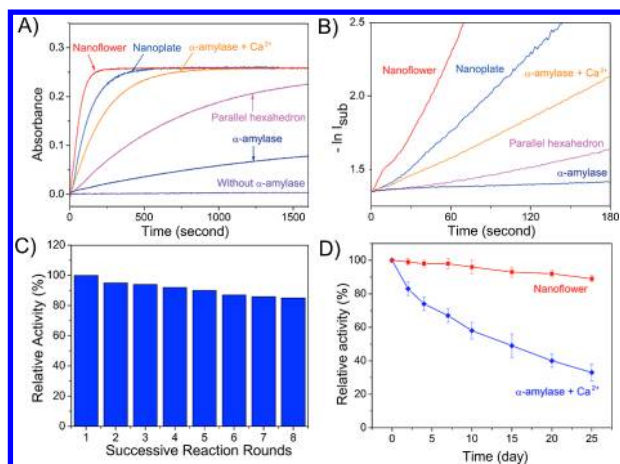 A)
Absorbance
0.3
0.2
0.1
0.0
Nanoflower
Nanoplate
α-amylase + Ca²⁺
Parallel hexahedron
α-amylase
Without α-amylase
0
500
1000
1500
Time (second)
B)
- ln I_sub
2.5
2.0
1.5
Nanoflower
Nanoplate
α-amylase + Ca²⁺
Parallel hexahedron
α-amylase
0
60
120
180
Time (second)
C)
Relative Activity (%)
140
120
100
80
60
40
20
0
1 2 3 4 5 6 7 8
Successive Reaction Rounds
D)
Relative activity (%)
100
80
60
40
20
0
Nanoflower
α-amylase + Ca²⁺
0 5 10 15 20 25
Time (day)